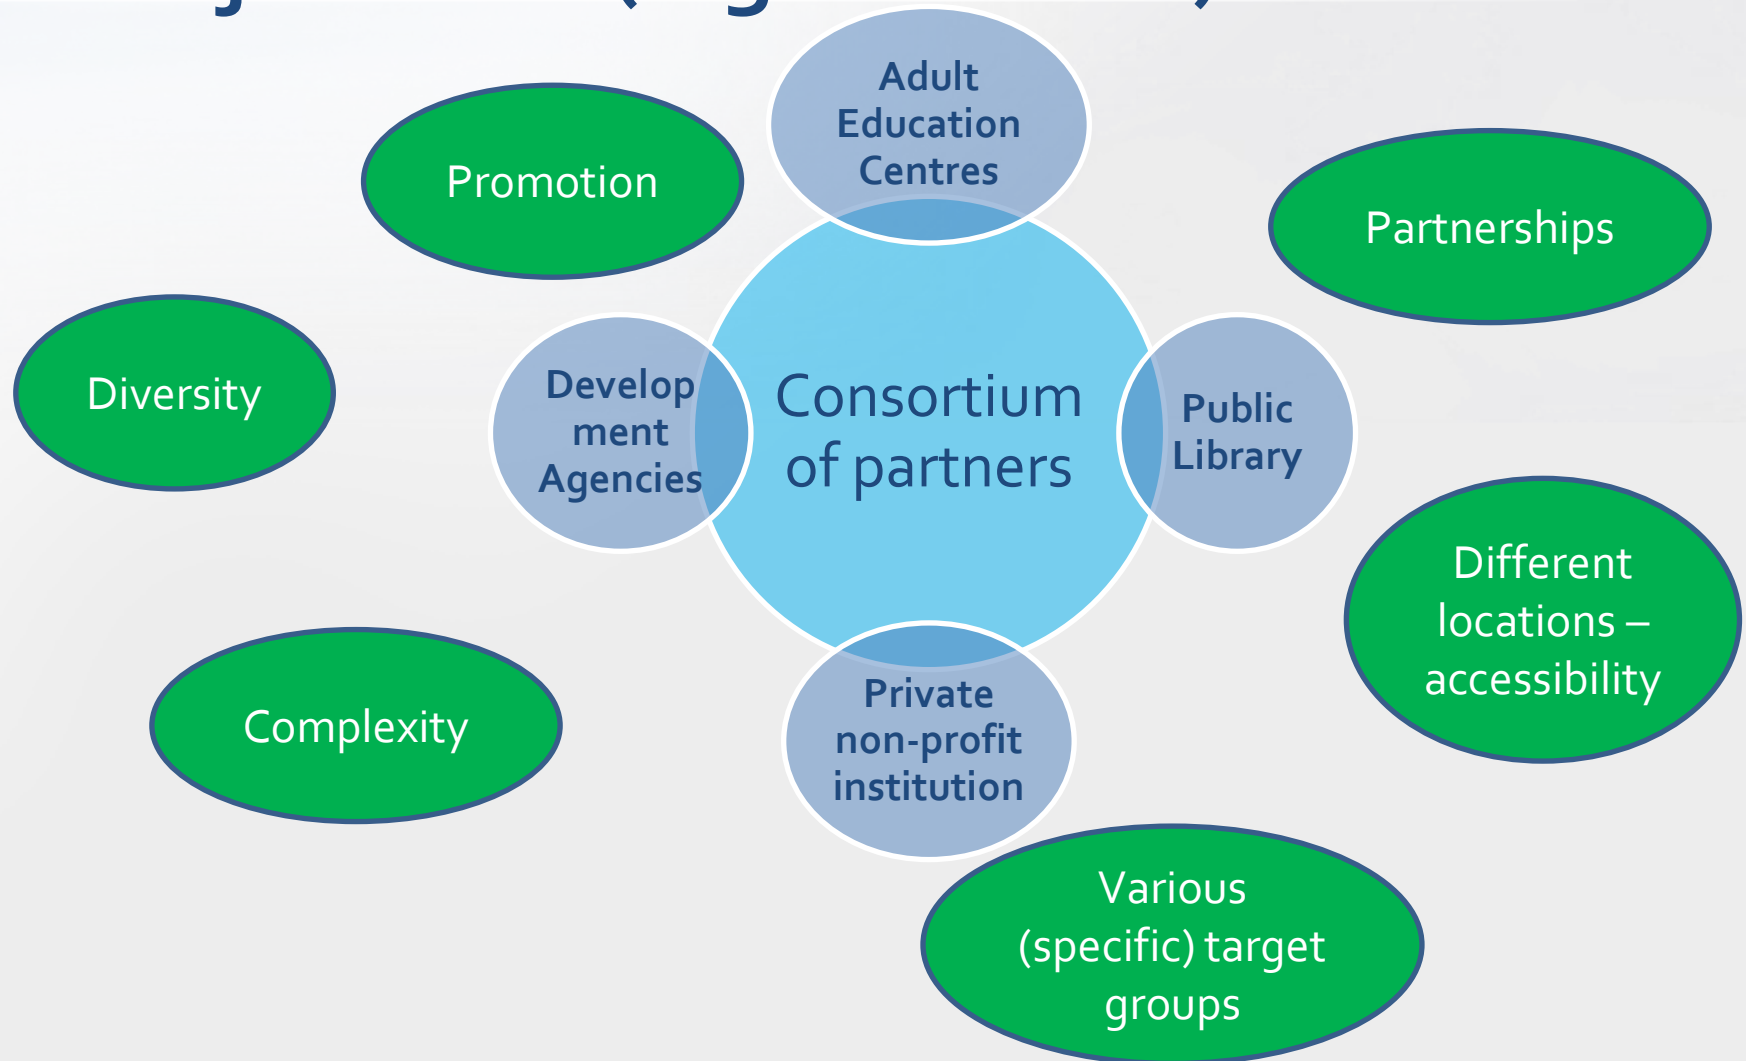 Adult
Education
Centres
Promotion
Partnerships
Diversity
Develop
ment
Agencies
Consortium
of partners
Public
Library
Different
locations –
accessibility
Complexity
Private
non-profit
institution
Various
(specific) target
groups